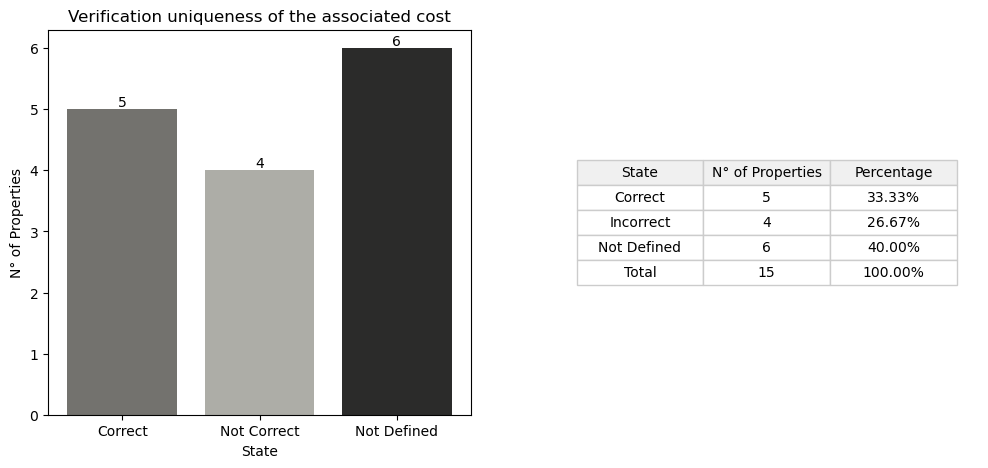 Verification uniqueness of the associated cost
N° of Properties
6
5
4
3
2
1
0
5
4
6
Correct Not Correct Not Defined
State
State N° of Properties Percentage
Correct 5 33.33%
Incorrect 4 26.67%
Not Defined 6 40.00%
Total 15 100.00%